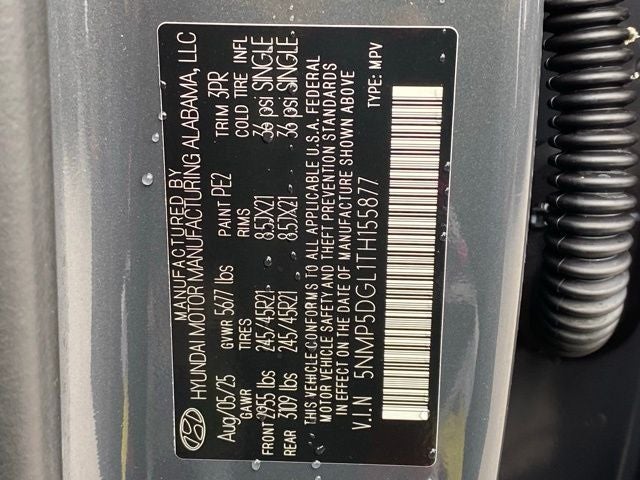 MANUFACTURED BY
HYUNDAI MOTOR MANUFACTURING ALABAMA, LLC
Aug/05/25 GVWR 5677 lbs PAINT PE2 TRIM 3PR
GAWR TIRES RIMS COLD TIRE INFL
FRONT 2955 lbs 245/45R21 8.5JX21 36 psi SINGLE
REAR 3109 lbs 245/45R21 8.5JX21 36 psi SINGLE
THIS VEHICLE CONFORMS TO ALL APPLICABLE U.S.A. FEDERAL
MOTOR VEHICLE SAFETY AND THEFT PREVENTION STANDARDS
IN EFFECT ON THE DATE OF MANUFACTURE SHOWN ABOVE
V.I.N 5NMP5DGL1TH155877 TYPE: MPV